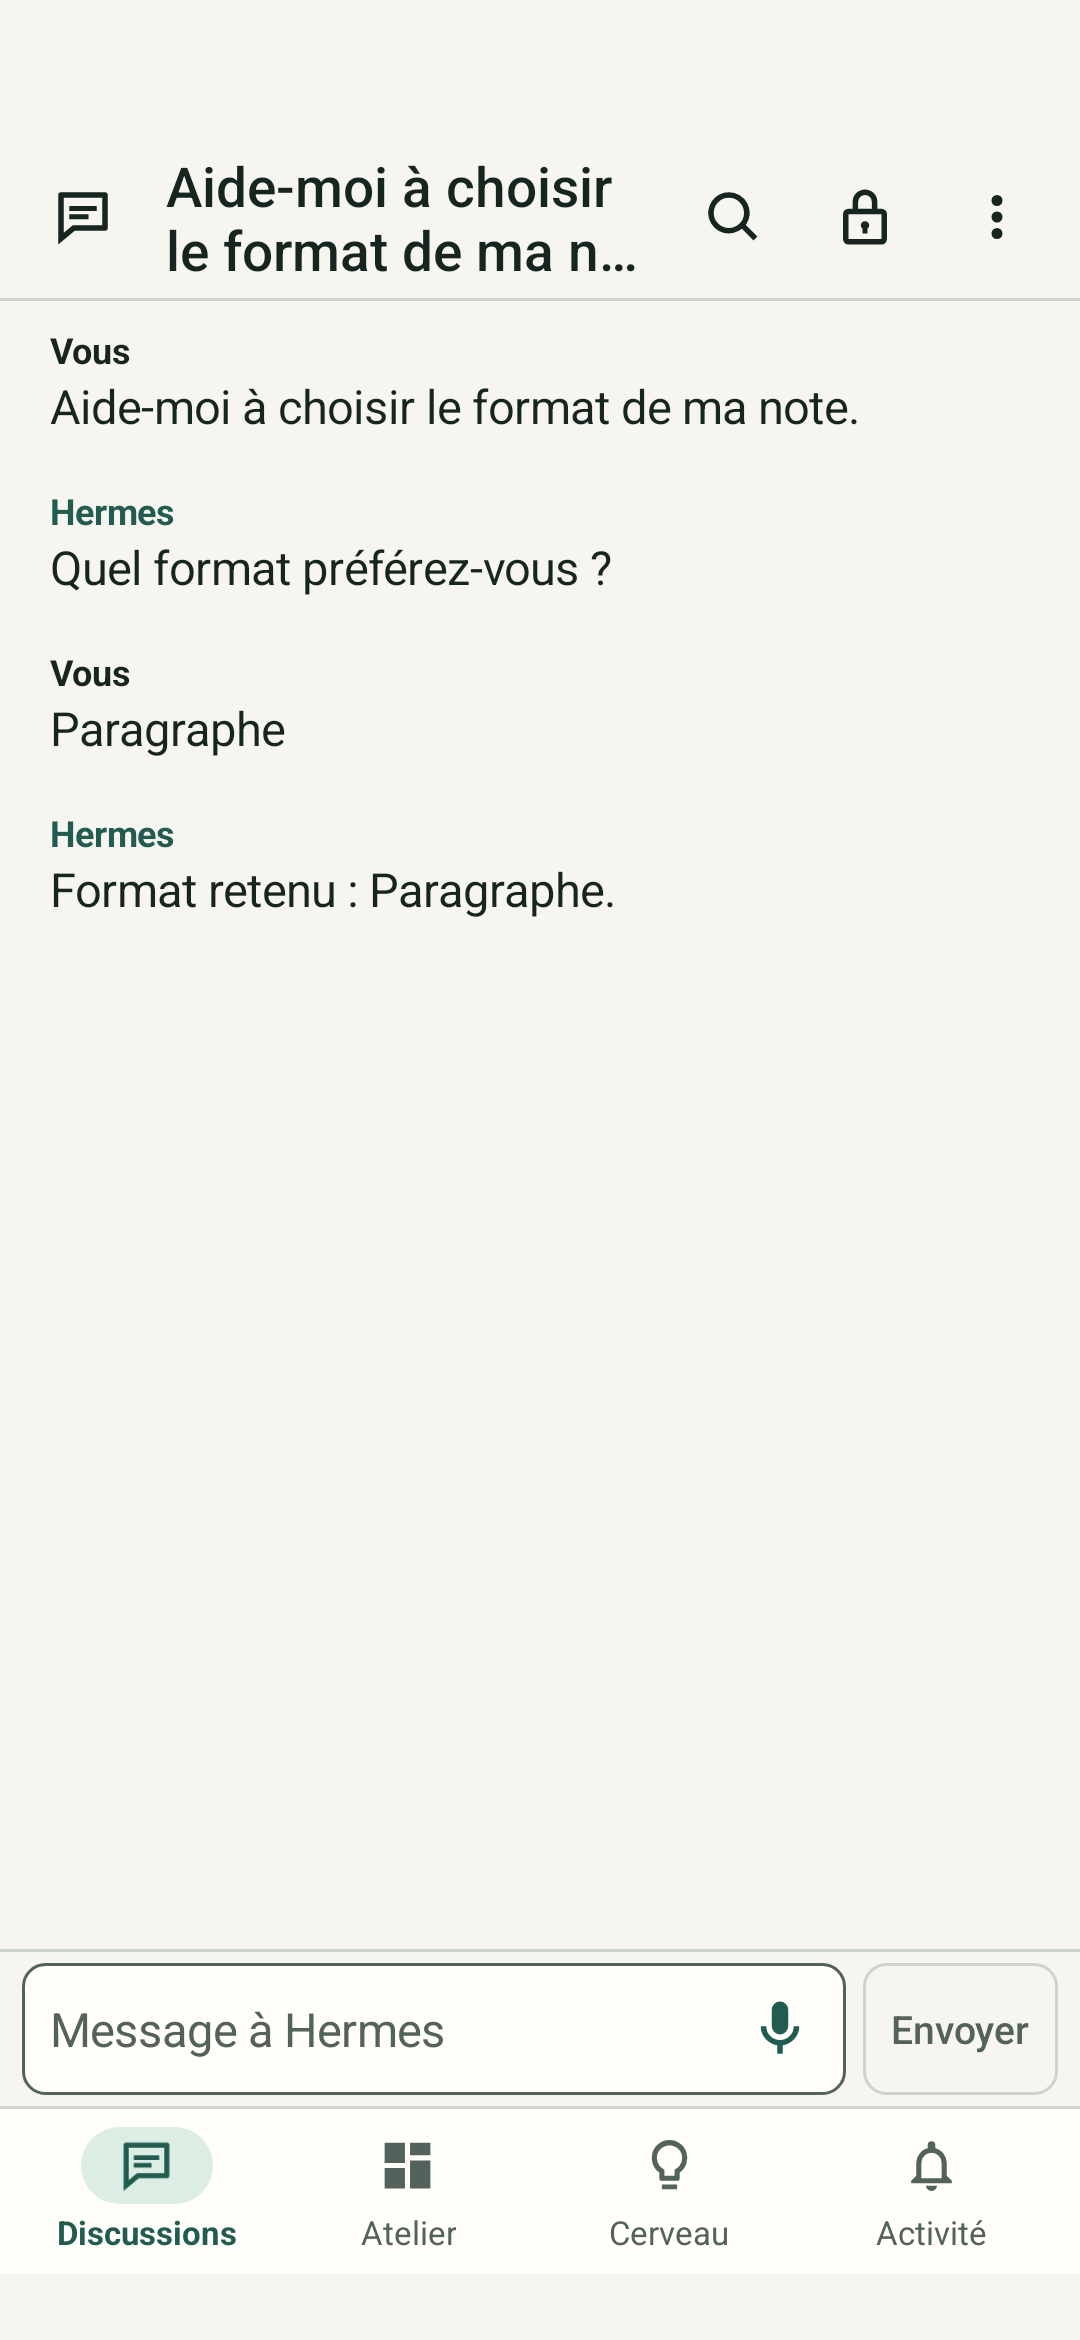 Aide-moi à choisir
le format de ma n...
Vous
Aide-moi à choisir le format de ma note.
Hermes
Quel format préférez-vous ?
Vous
Paragraphe
Hermes
Format retenu : Paragraphe.
Message à Hermes
Envoyer
Discussions
Atelier
Cerveau
Activité